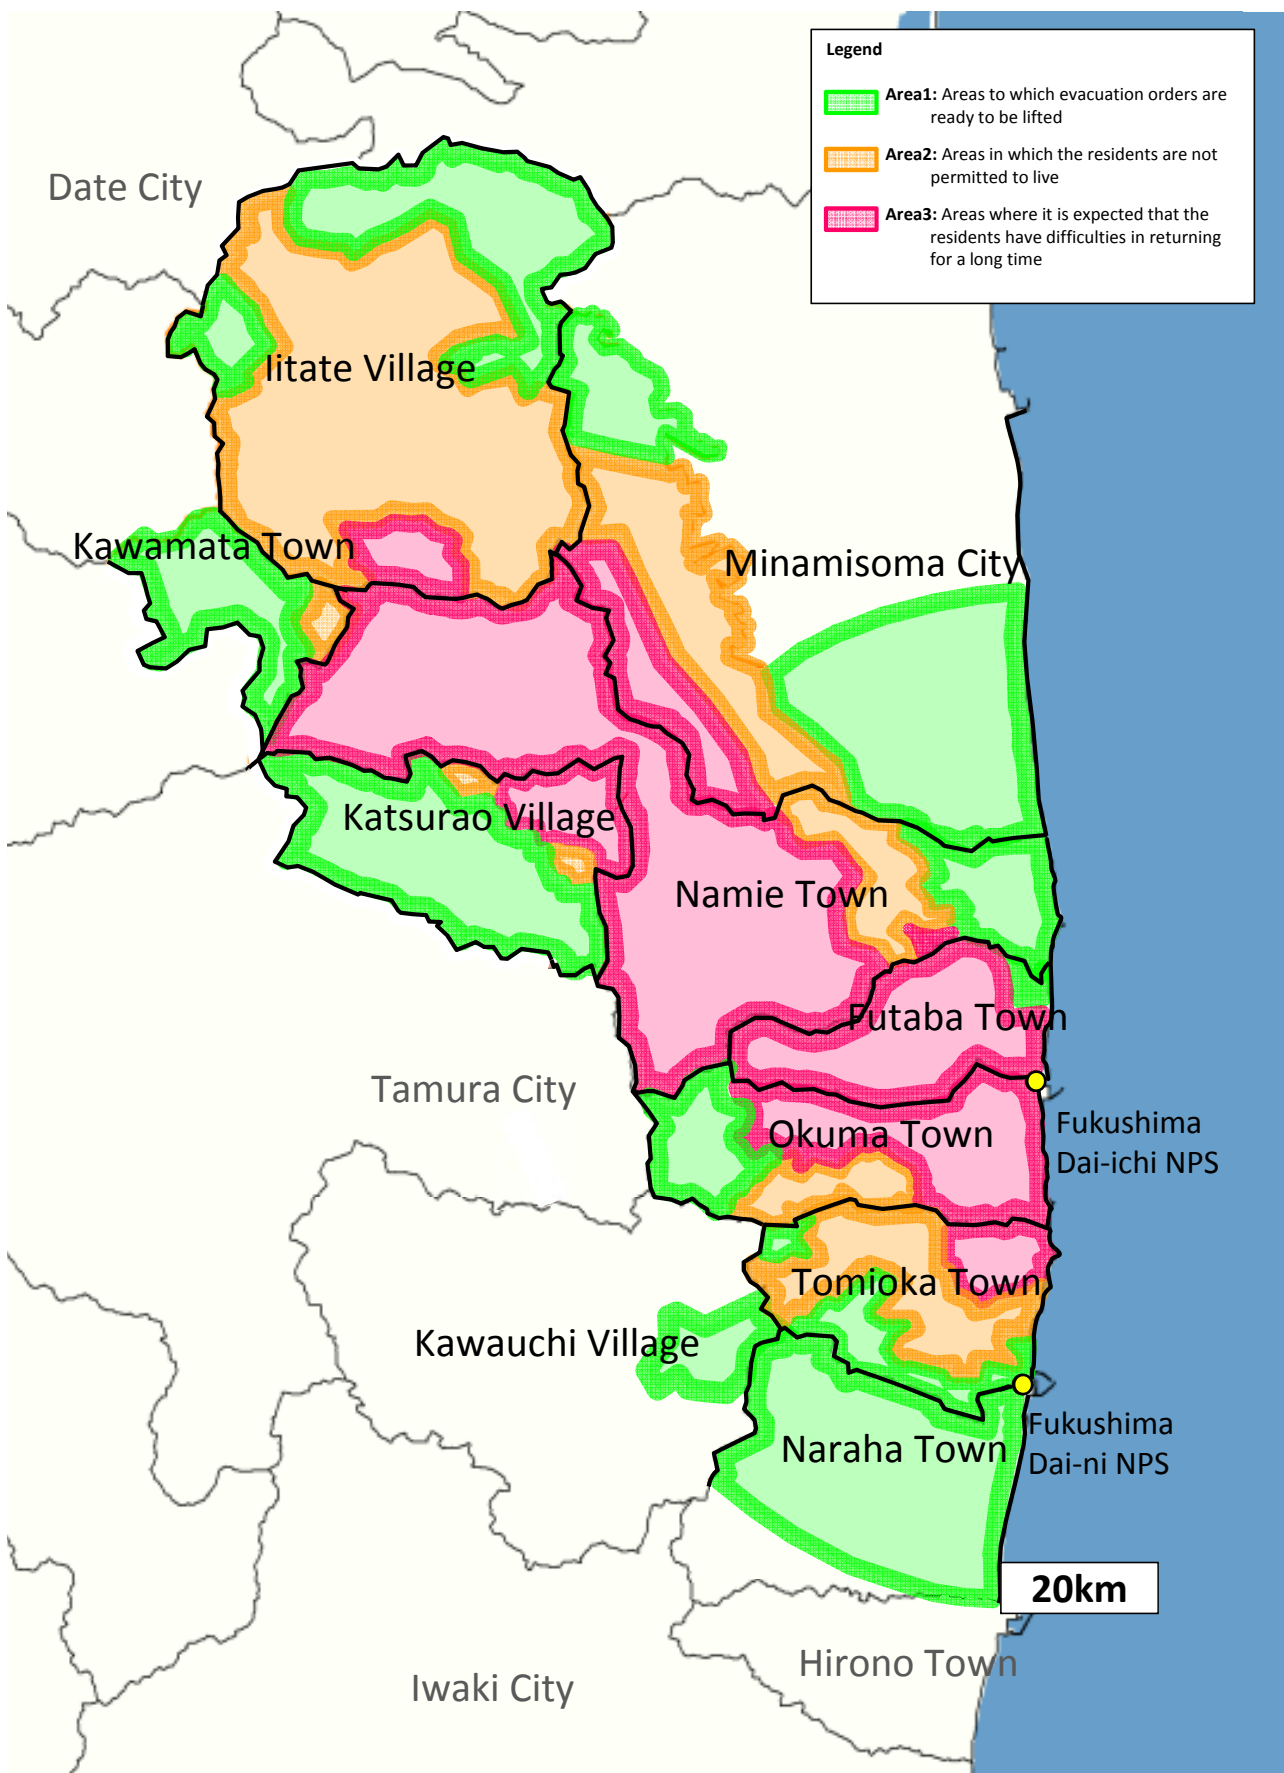 Legend
Area1: Areas to which evacuation orders are
ready to be lifted
Area2: Areas in which the residents are not
permitted to live
Area3: Areas where it is expected that the
residents have difficulties in returning
for a long time
Date City
Iitate Village
Kawamata Town
Minamisoma City
Katsurao Village
Namie Town
Futaba Town
Tamura City
Okuma Town
Fukushima
Dai-ichi NPS
Tomioka Town
Kawauchi Village
Naraha Town
Fukushima
Dai-ni NPS
20km
Hirono Town
Iwaki City